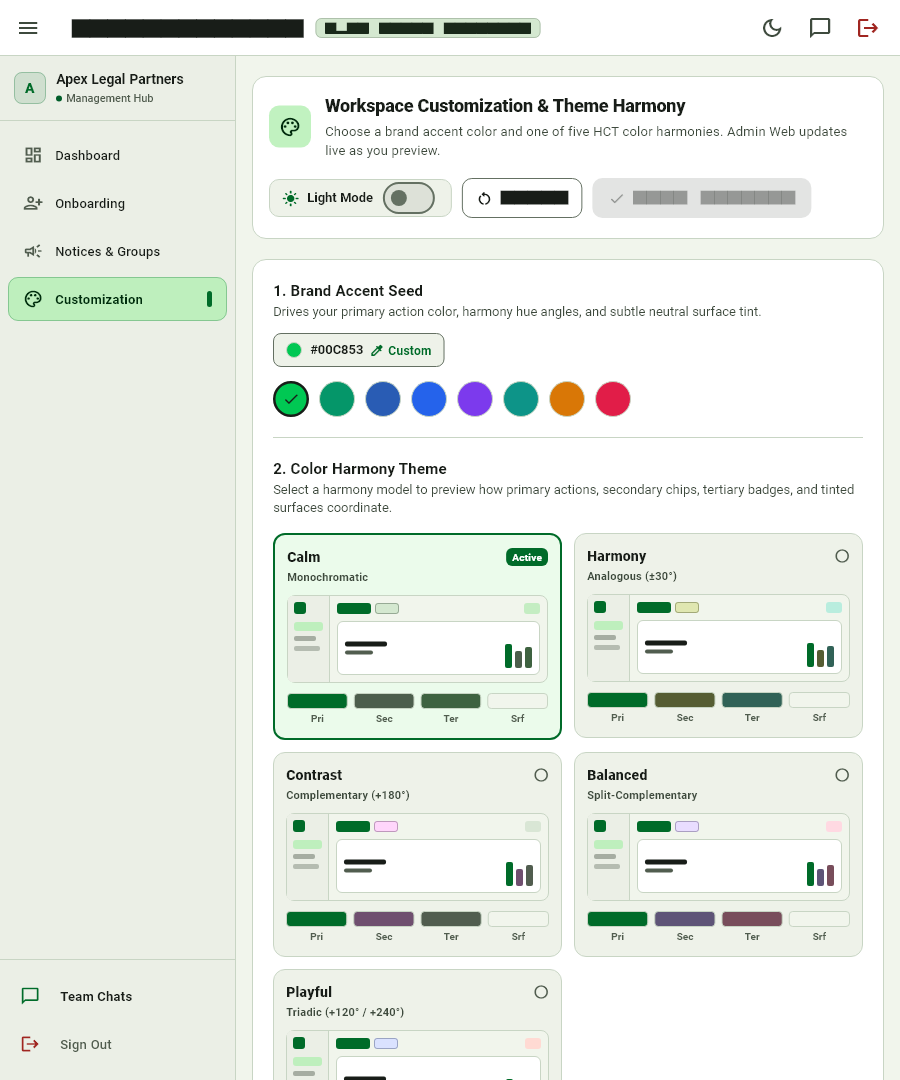 A
Apex Legal Partners
Management Hub
Dashboard
Onboarding
Notices & Groups
Customization
Team Chats
Sign Out
Workspace Customization & Theme Harmony
Choose a brand accent color and one of five HCT color harmonies. Admin Web updates
live as you preview.
Light Mode
1. Brand Accent Seed
Drives your primary action color, harmony hue angles, and subtle neutral surface tint.
#00C853 Custom
2. Color Harmony Theme
Select a harmony model to preview how primary actions, secondary chips, tertiary badges, and tinted
surfaces coordinate.
Calm Active
Monochromatic
Pri Sec Ter Srf
Harmony
Analogous (±30°)
Pri Sec Ter Srf
Contrast
Complementary (+180°)
Pri Sec Ter Srf
Balanced
Split-Complementary
Pri Sec Ter Srf
Playful
Triadic (+120° / +240°)